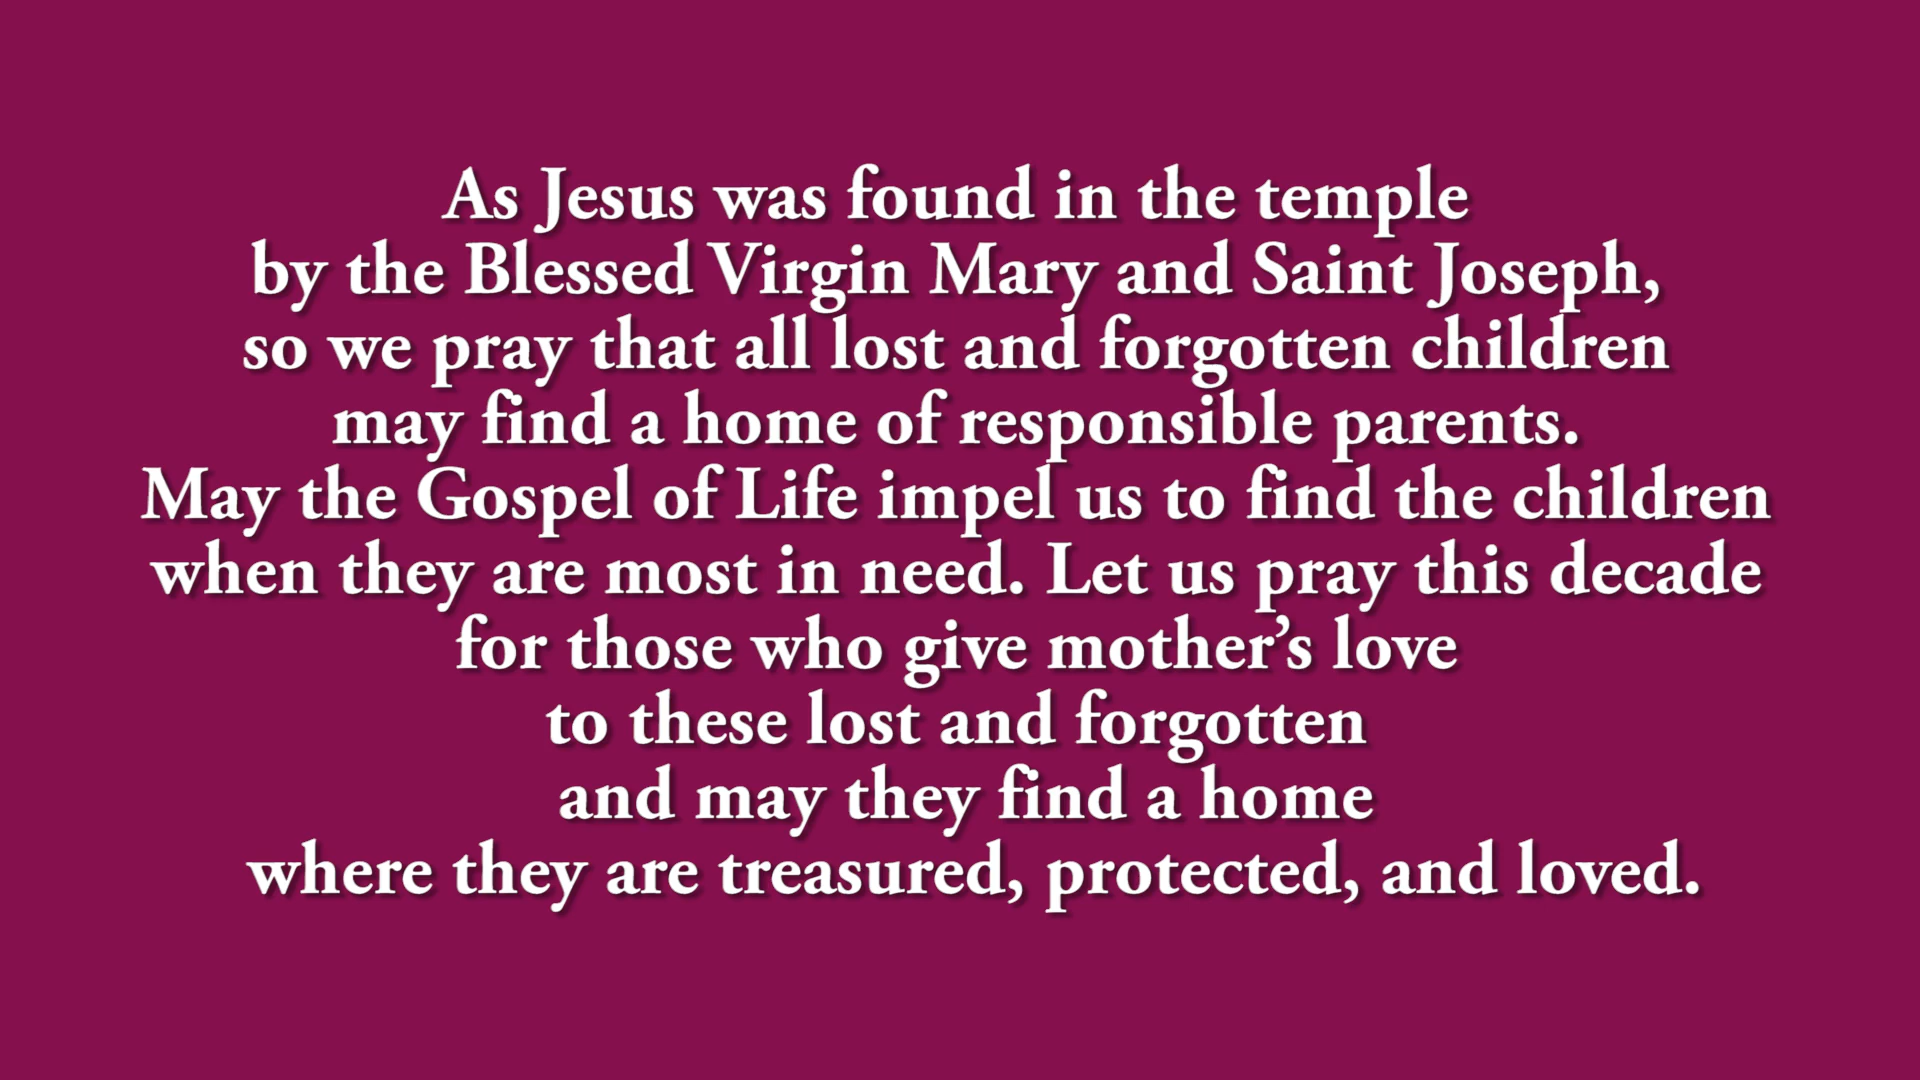 As Jesus was found in the temple
by the Blessed Virgin Mary and Saint Joseph,
so we pray that all lost and forgotten children
may find a home of responsible parents.
May the Gospel of Life impel us to find the children
when they are most in need. Let us pray this decade
for those who give mother’s love
to these lost and forgotten
and may they find a home
where they are treasured, protected, and loved.